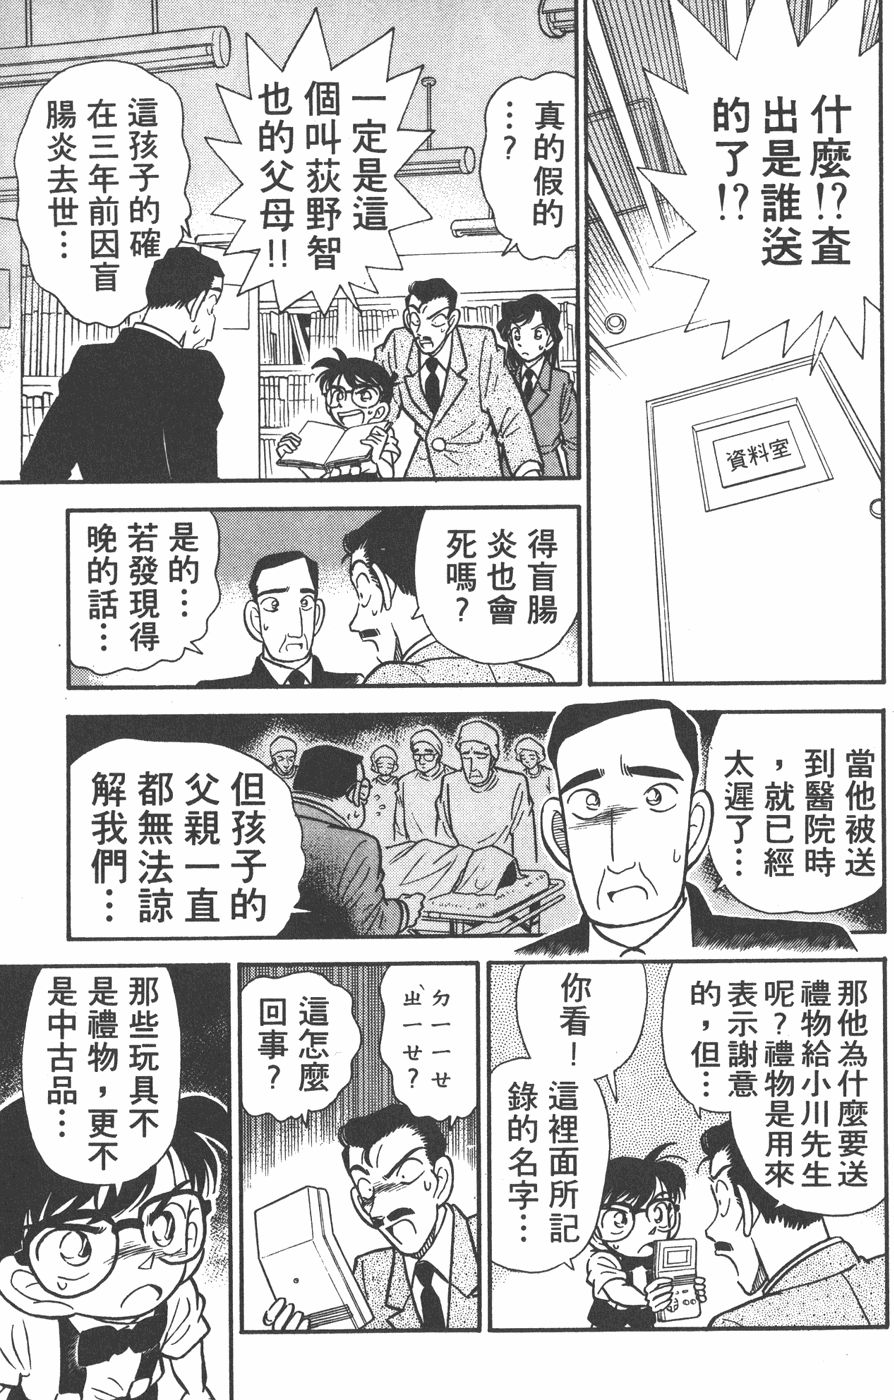 什麼!?查
出是誰送
的了!?
資料室
真的假的
…?
一定是這
個叫荻野智
也的父母!!
這孩子的確
在三年前因盲
腸炎去世…
得盲腸
炎也會
死嗎?
是的…
若發現得
晚的話…
當他被送
到醫院時
,就已經
太遲了…
但孩子的
父親一直
都無法諒
解我們…
那他為什麼要送
禮物給小川先生
呢?禮物是用來
表示謝意
的,但…
你看!
這裡面所記
錄的名字…
ㄉㄧㄧㄝ
ㄓˋㄧㄝ?
這怎麼
回事?
那些玩具不
是禮物,更不
是中古品…